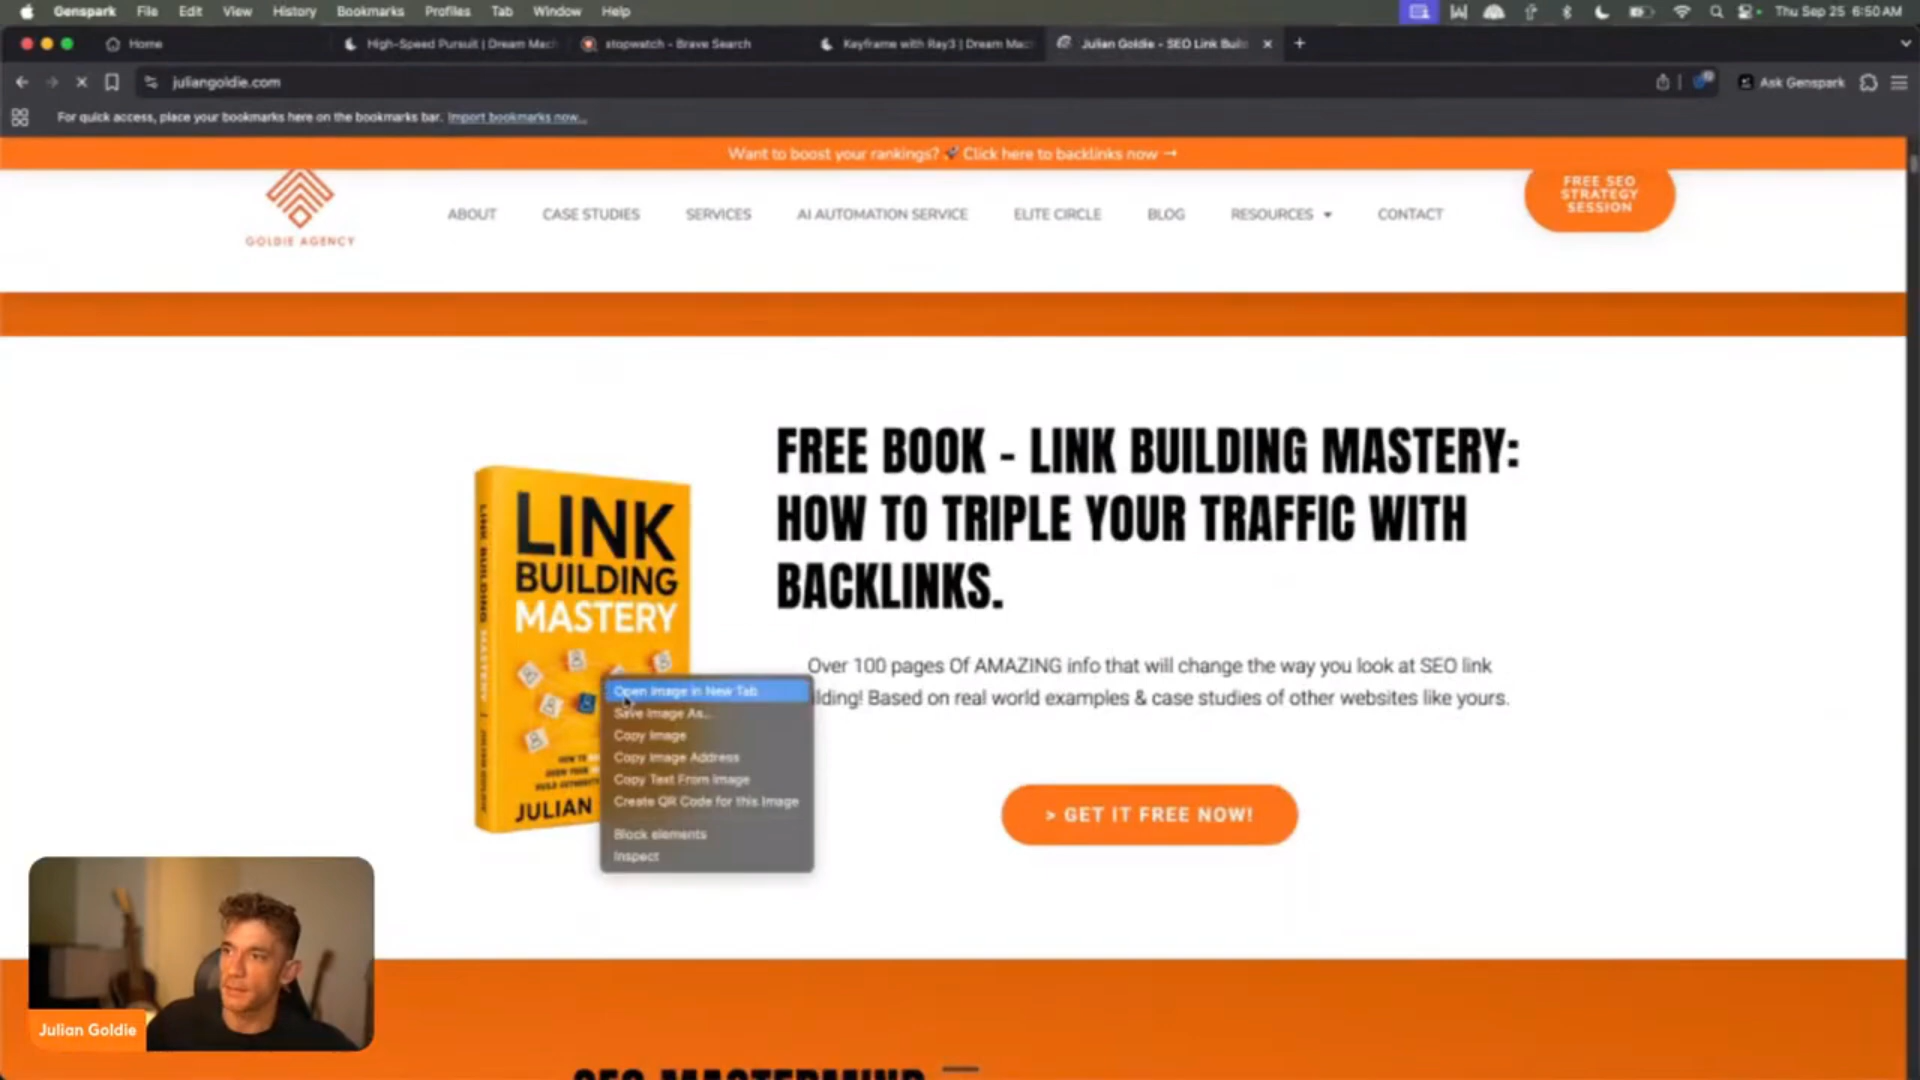 Genspark File Edit View History Bookmarks Profiles Tab Window Help Thu Sep 25 6:50 AM
Home High-Speed Pursuit | Dream Mach stopwatch - Brave Search Keyframe with Ray3 | Dream Mac Julian Goldie - SEO Link Buil
juliangoldie.com Ask Genspark
For quick access, place your bookmarks here on the bookmarks bar. Import bookmarks now...
Want to boost your rankings? 🚀 Click here to backlinks now →
GOLDIE AGENCY
ABOUT CASE STUDIES SERVICES AI AUTOMATION SERVICE ELITE CIRCLE BLOG RESOURCES CONTACT
FREE SEO
STRATEGY
SESSION
FREE BOOK - LINK BUILDING MASTERY:
HOW TO TRIPLE YOUR TRAFFIC WITH
BACKLINKS.
LINK
BUILDING
MASTERY
JULIAN
LINK BUILDING MASTERY
Over 100 pages Of AMAZING info that will change the way you look at SEO link
ilding! Based on real world examples & case studies of other websites like yours.
> GET IT FREE NOW!
Open Image in New Tab
Save Image As...
Copy Image
Copy Image Address
Copy Text From Image
Create QR Code for this Image
Block elements
Inspect
Julian Goldie
SEO MASTERMIND